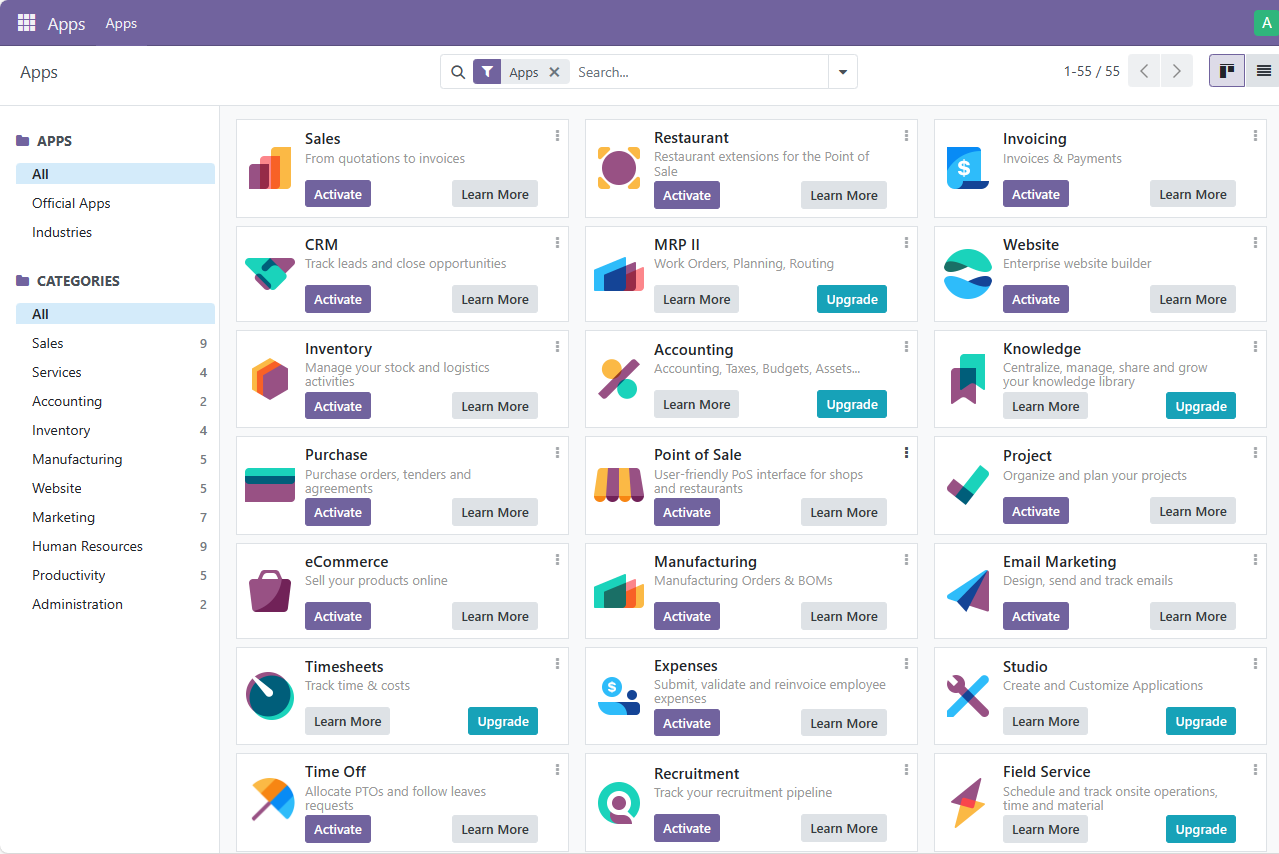 Apps Apps A
Apps
Apps Search...
1-55 / 55
APPS
All
Official Apps
Industries
CATEGORIES
All
Sales 9
Services 4
Accounting 2
Inventory 4
Manufacturing 5
Website 5
Marketing 7
Human Resources 9
Productivity 5
Administration 2
Sales
From quotations to invoices
Activate Learn More
Restaurant
Restaurant extensions for the Point of
Sale
Activate Learn More
Invoicing
Invoices & Payments
Activate Learn More
CRM
Track leads and close opportunities
Activate Learn More
MRP II
Work Orders, Planning, Routing
Learn More Upgrade
Website
Enterprise website builder
Activate Learn More
Inventory
Manage your stock and logistics
activities
Activate Learn More
Accounting
Accounting, Taxes, Budgets, Assets...
Learn More Upgrade
Knowledge
Centralize, manage, share and grow
your knowledge library
Learn More Upgrade
Purchase
Purchase orders, tenders and
agreements
Activate Learn More
Point of Sale
User-friendly PoS interface for shops
and restaurants
Activate Learn More
Project
Organize and plan your projects
Activate Learn More
eCommerce
Sell your products online
Activate Learn More
Manufacturing
Manufacturing Orders & BOMs
Activate Learn More
Email Marketing
Design, send and track emails
Activate Learn More
Timesheets
Track time & costs
Learn More Upgrade
Expenses
Submit, validate and reinvoice employee
expenses
Activate Learn More
Studio
Create and Customize Applications
Learn More Upgrade
Time Off
Allocate PTOs and follow leaves
requests
Activate Learn More
Recruitment
Track your recruitment pipeline
Activate Learn More
Field Service
Schedule and track onsite operations,
time and material
Learn More Upgrade